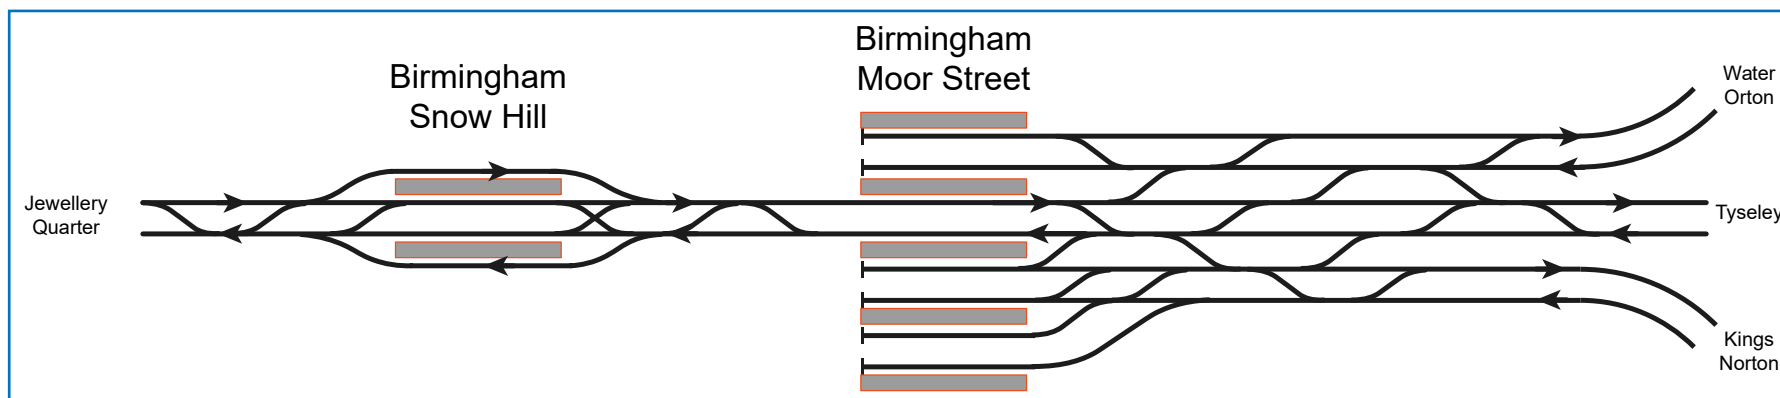 Birmingham
Snow Hill
Birmingham
Moor Street
Jewellery
Quarter
Water
Orton
Tyseley
Kings
Norton